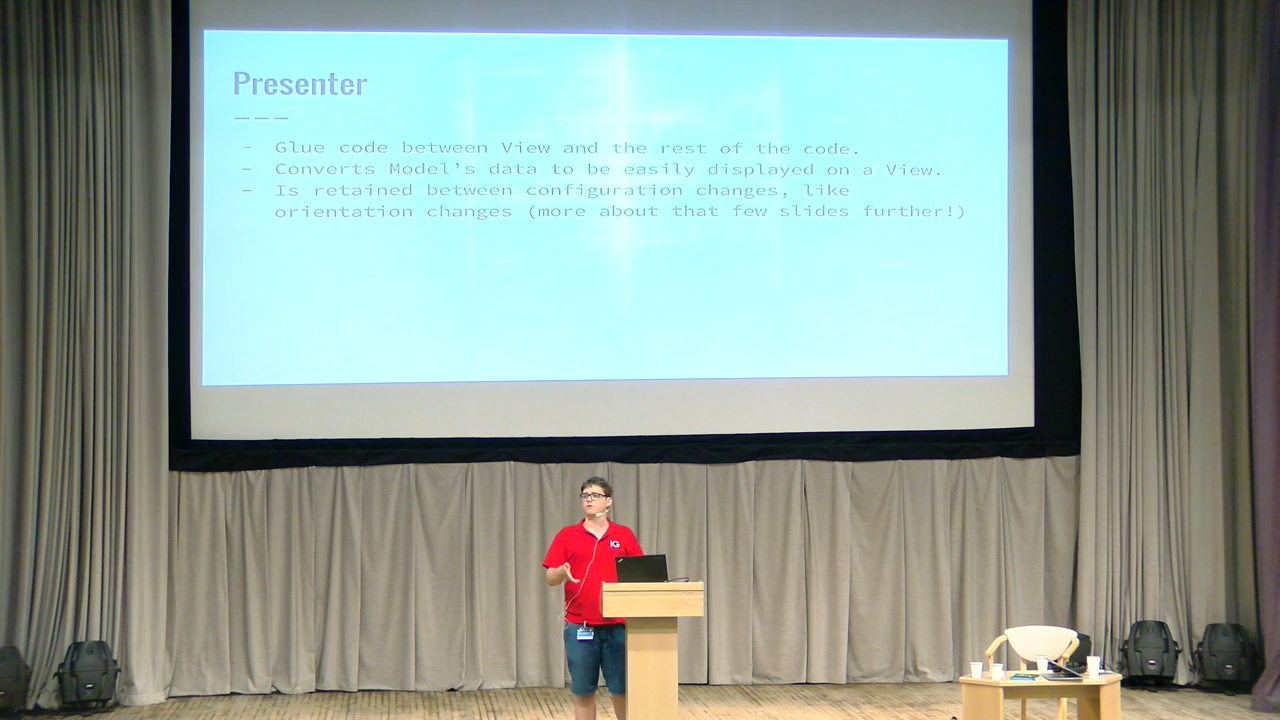 Presenter
– Glue code between View and the rest of the code.
– Converts Model's data to be easily displayed on a View.
– Is retained between configuration changes, like
orientation changes (more about that few slides further!)
IG